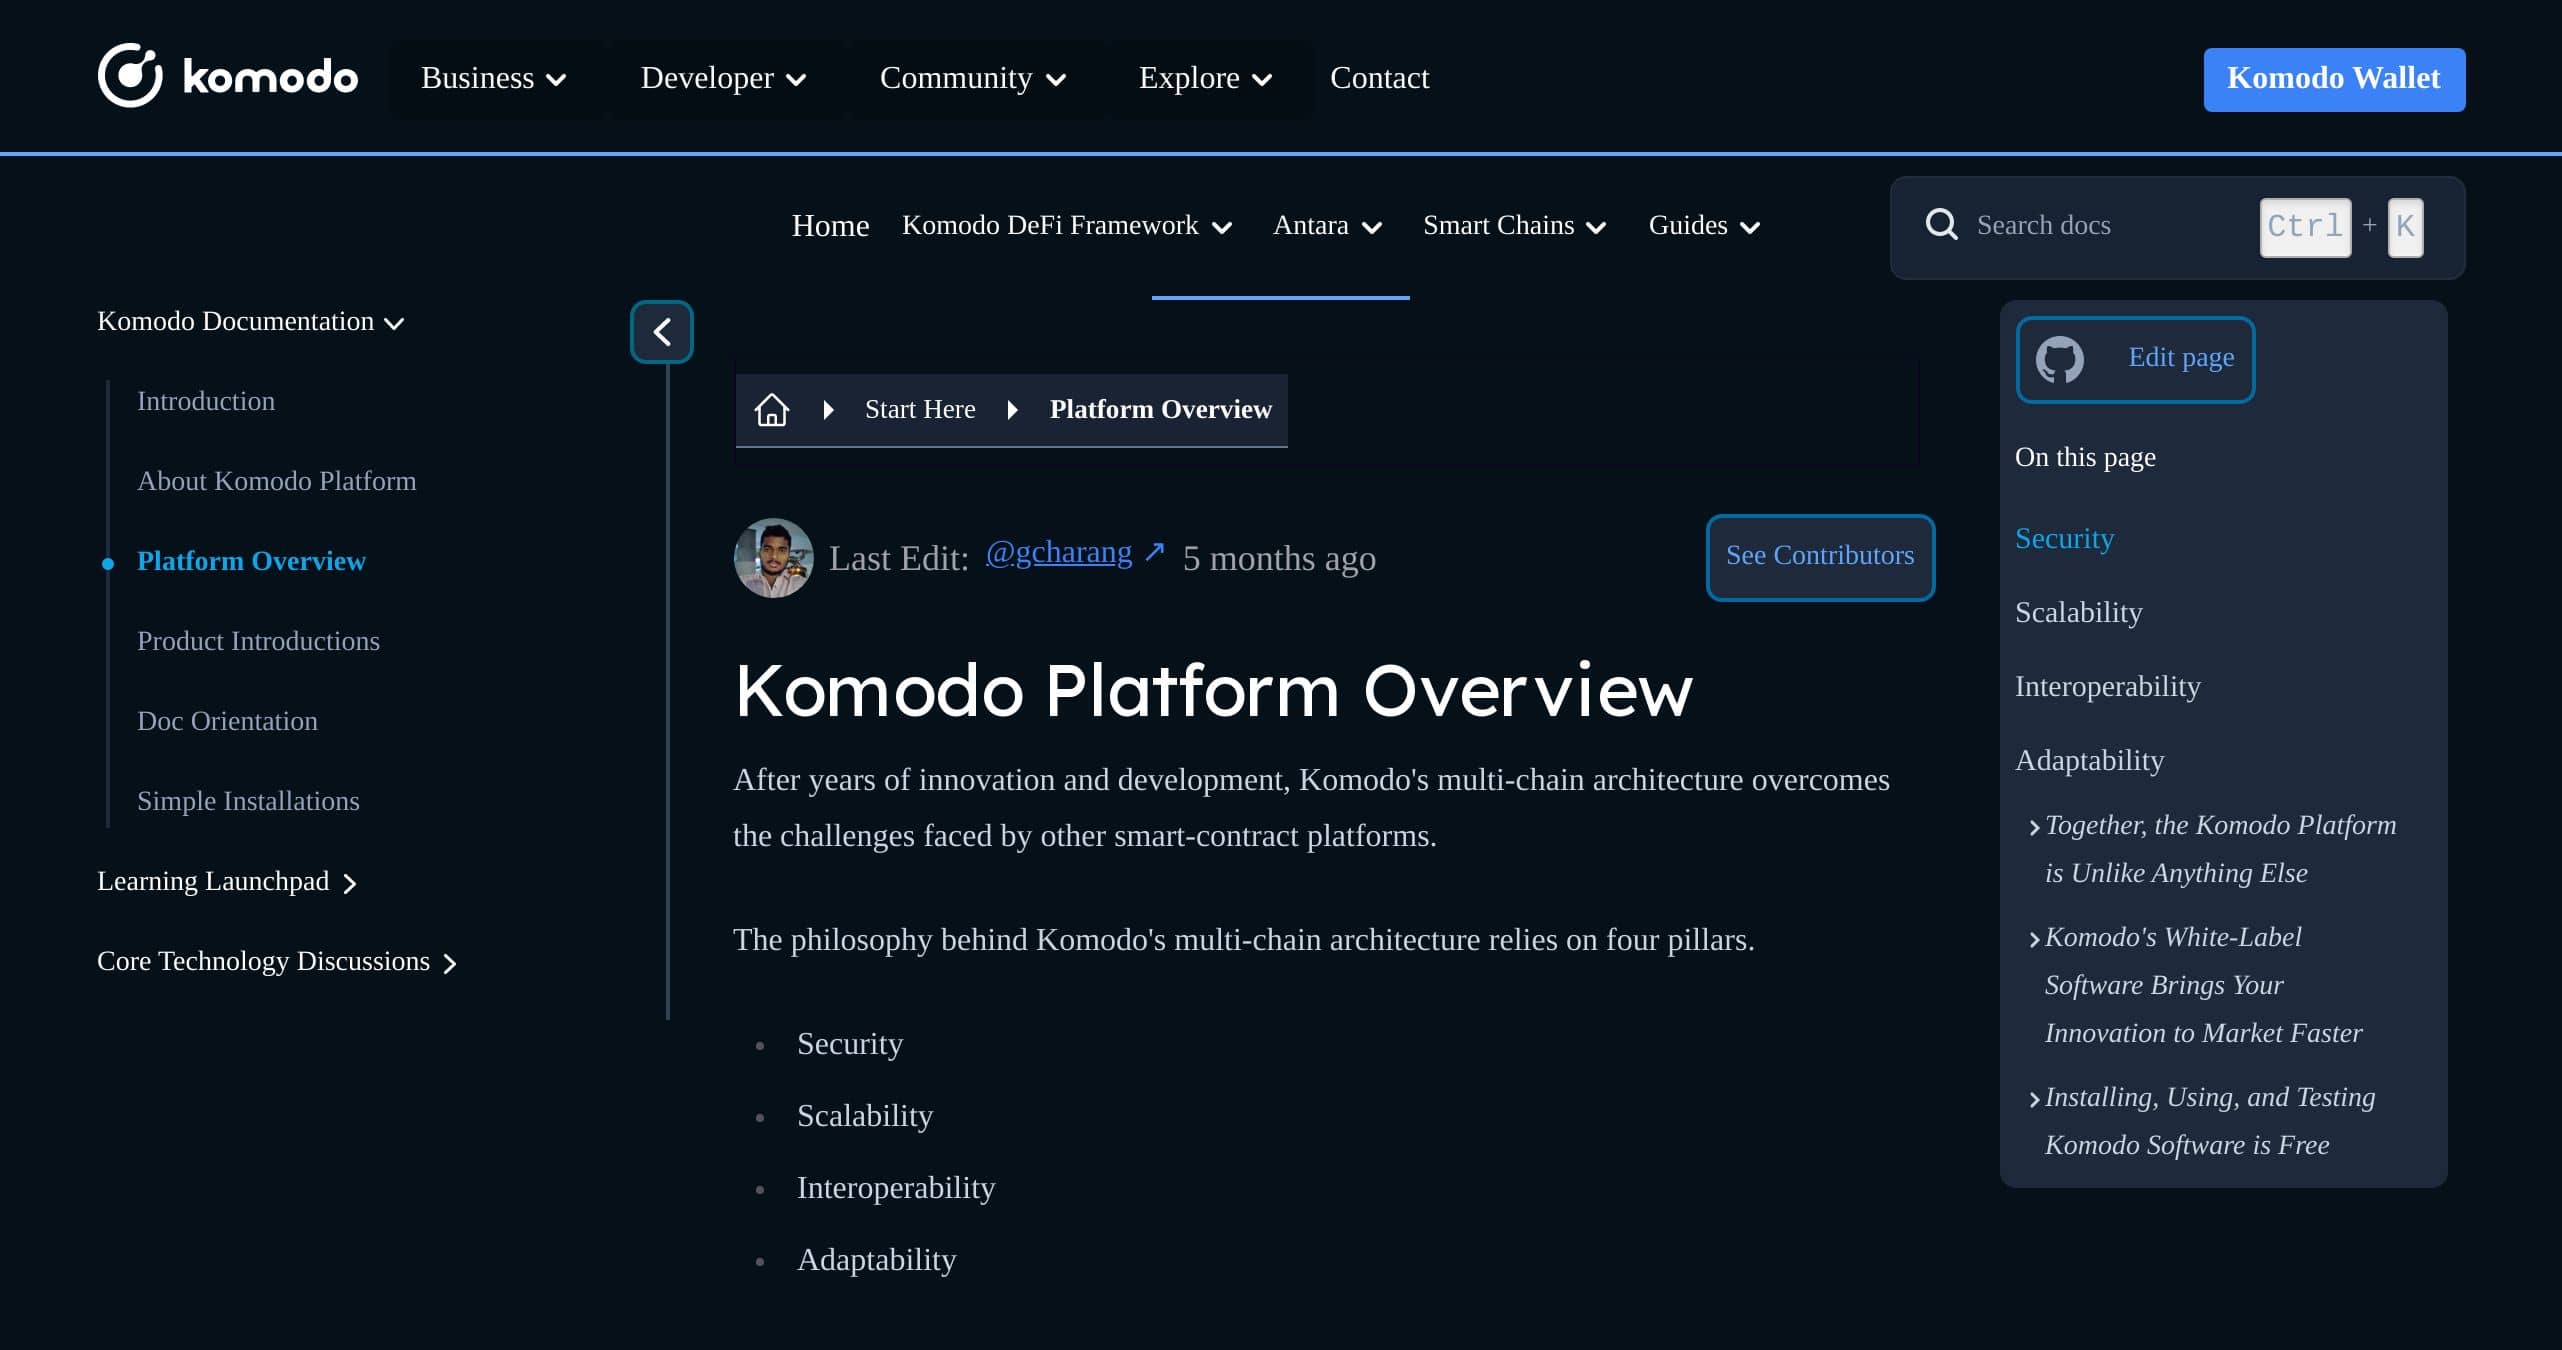 komodo
Business
Developer
Community
Explore
Contact
Komodo Wallet
Home
Komodo DeFi Framework
Antara
Smart Chains
Guides
Search docs
Ctrl + K
Komodo Documentation
Introduction
About Komodo Platform
Platform Overview
Product Introductions
Doc Orientation
Simple Installations
Learning Launchpad
Core Technology Discussions
Start Here
Platform Overview
Last Edit: @gcharang ↗ 5 months ago
See Contributors
Komodo Platform Overview
After years of innovation and development, Komodo's multi-chain architecture overcomes
the challenges faced by other smart-contract platforms.
The philosophy behind Komodo's multi-chain architecture relies on four pillars.
Security
Scalability
Interoperability
Adaptability
Edit page
On this page
Security
Scalability
Interoperability
Adaptability
Together, the Komodo Platform
is Unlike Anything Else
Komodo's White-Label
Software Brings Your
Innovation to Market Faster
Installing, Using, and Testing
Komodo Software is Free